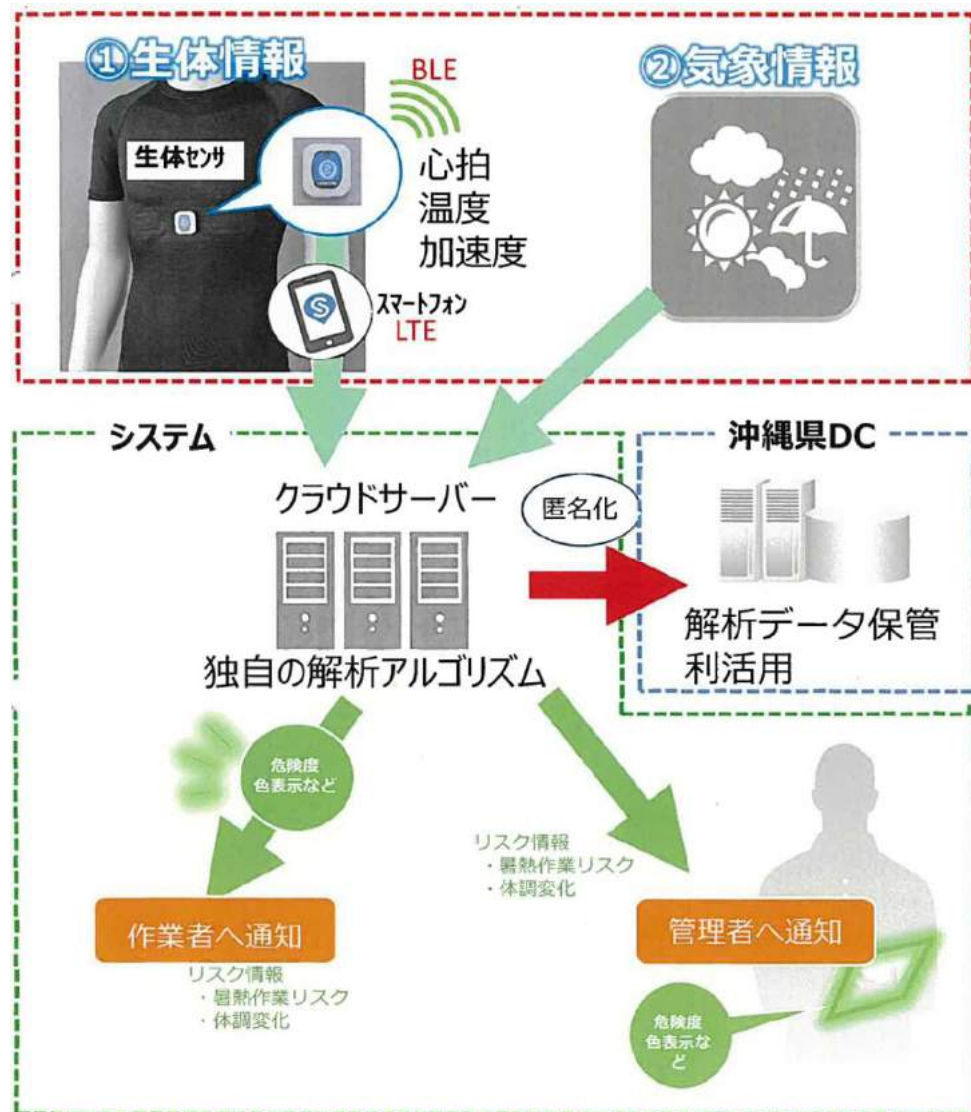 ①生体情報
BLE
②気象情報
生体センサ
心拍
温度
加速度
スマートフォン
LTE
システム
沖縄県DC
クラウドサーバー
匿名化
独自の解析アルゴリズム
解析データ保管
利活用
危険度
色表示など
リスク情報
・暑熱作業リスク
・体調変化
作業者へ通知
管理者へ通知
リスク情報
・暑熱作業リスク
・体調変化
危険度
色表示な
ど